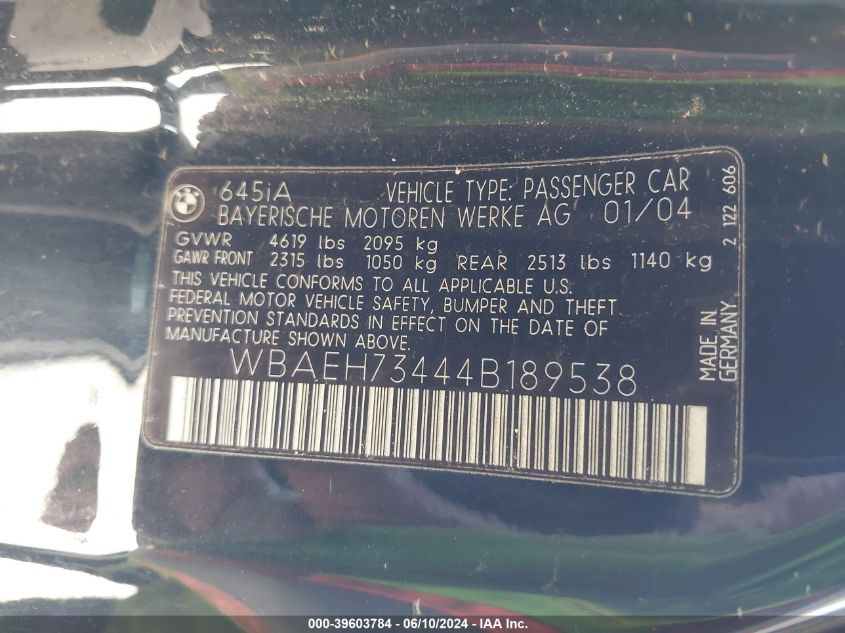 645iA VEHICLE TYPE: PASSENGER CAR
BAYERISCHE MOTOREN WERKE AG 01/04
GVWR 4619 lbs 2095 kg
GAWR FRONT 2315 lbs 1050 kg REAR 2513 lbs 1140 kg
THIS VEHICLE CONFORMS TO ALL APPLICABLE U.S.
FEDERAL MOTOR VEHICLE SAFETY, BUMPER AND THEFT
PREVENTION STANDARDS IN EFFECT ON THE DATE OF
MANUFACTURE SHOWN ABOVE.
WBAEH73444B189538
2 122 606
MADE IN
GERMANY
000-39603784 - 06/10/2024 - IAA Inc.